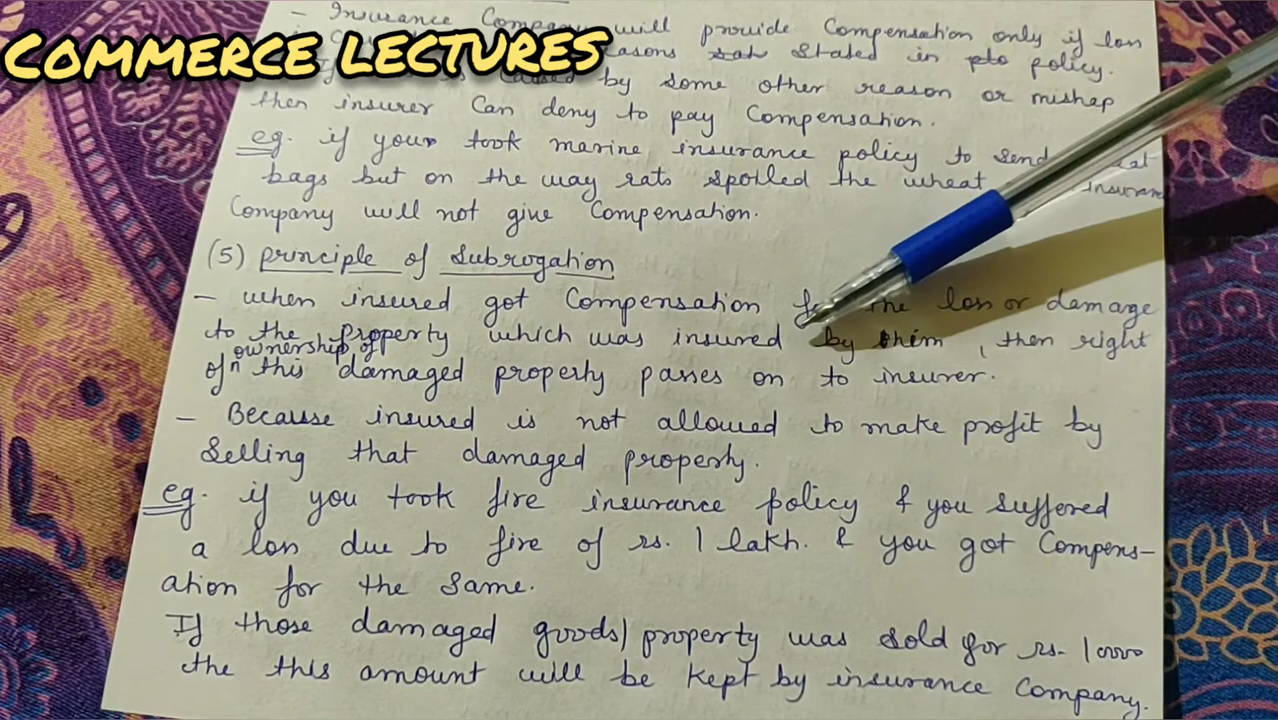 COMMERCE LECTURES
- Insurance Company will provide Compensation only if loss
reasons stated in pto policy.
is caused by some other reason or mishap
then insurer Can deny to pay Compensation.
eg. if your took marine insurance policy to send
bags but on the way rats spoiled the wheat insuran
Company will not give Compensation.
(5) principle of Subrogation
- when insured got Compensation for the loss or damage
to the property which was insured by them, then right
ownership of
of this damaged property passes on to insurer.
- Because insured is not allowed to make profit by
Selling that damaged property.
eg. if you took fire insurance policy & you suffered
a loss due to fire of rs. 1 lakh. & you got Compens-
ation for the Same.
If those damaged goods/property was sold for rs. 10000
the this amount will be kept by insurance Company.